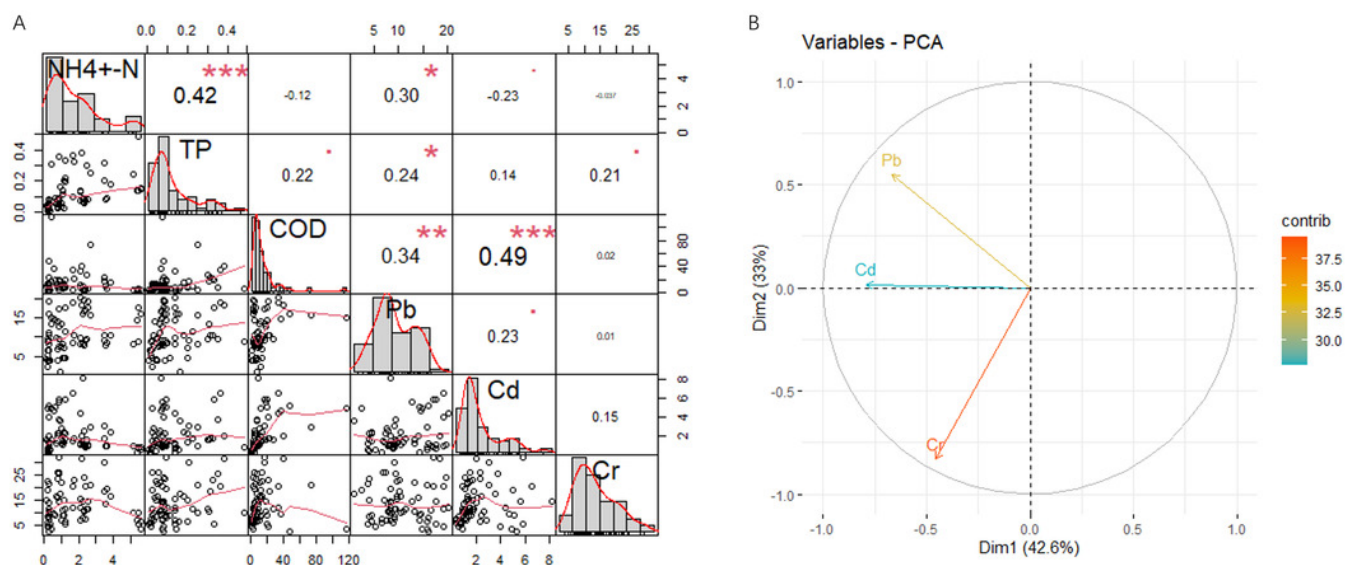 A
0.0 0.2 0.4
5 10 15 20
5 15 25
NH4+-N
0.42
***
-0.12
0.30
*
-0.23
.
-0.037
0 2 4
0.0 0.2 0.4
TP
0.22
.
0.24
*
0.14
0.21
.
COD
0.34
**
0.49
***
0.02
0 40 80
5 15
Pb
0.23
.
0.01
Cd
0.15
2 4 6 8
5 15 25
Cr
0 2 4
0 40 80 120
2 4 6 8
B
Variables - PCA
1.0
0.5
0.0
-0.5
-1.0
Dim2 (33%)
Pb
Cd
Cr
-1.0 -0.5 0.0 0.5 1.0
Dim1 (42.6%)
contrib
37.5
35.0
32.5
30.0